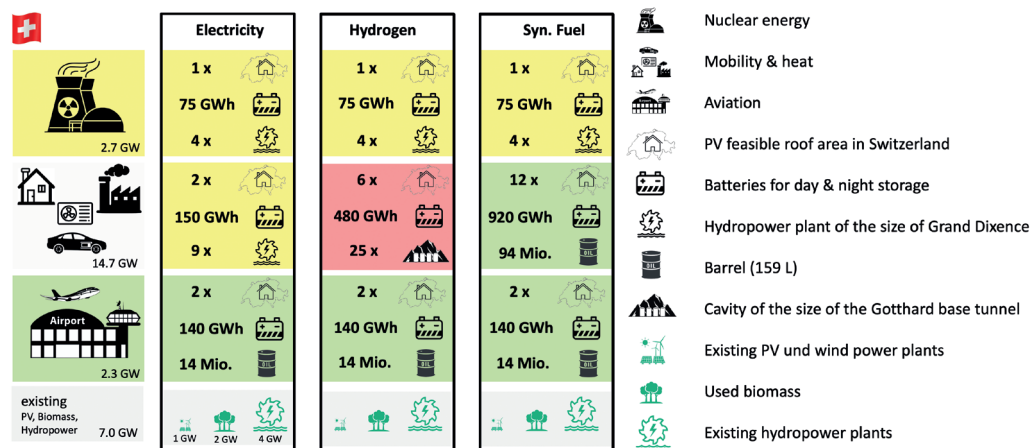 Electricity
Hydrogen
Syn. Fuel
2.7 GW
1 x
75 GWh
4 x
1 x
75 GWh
4 x
1 x
75 GWh
4 x
14.7 GW
2 x
150 GWh
9 x
6 x
480 GWh
25 x
12 x
920 GWh
94 Mio.
OIL
Airport
2.3 GW
2 x
140 GWh
14 Mio.
OIL
2 x
140 GWh
14 Mio.
OIL
2 x
140 GWh
14 Mio.
OIL
existing
PV, Biomass,
Hydropower
7.0 GW
1 GW
2 GW
4 GW
Nuclear energy
Mobility & heat
Aviation
PV feasible roof area in Switzerland
Batteries for day & night storage
Hydropower plant of the size of Grand Dixence
OIL
Barrel (159 L)
Cavity of the size of the Gotthard base tunnel
Existing PV und wind power plants
Used biomass
Existing hydropower plants